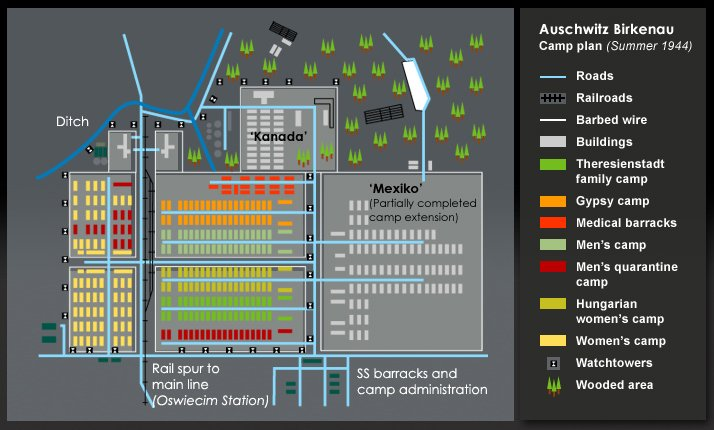 Ditch
'Kanada'
'Mexiko'
(Partially completed
camp extension)
Rail spur to
main line
(Oswiecim Station)
SS barracks and
camp administration
Auschwitz Birkenau
Camp plan (Summer 1944)
Roads
Railroads
Barbed wire
Buildings
Theresienstadt
family camp
Gypsy camp
Medical barracks
Men's camp
Men's quarantine
camp
Hungarian
women's camp
Women's camp
Watchtowers
Wooded area